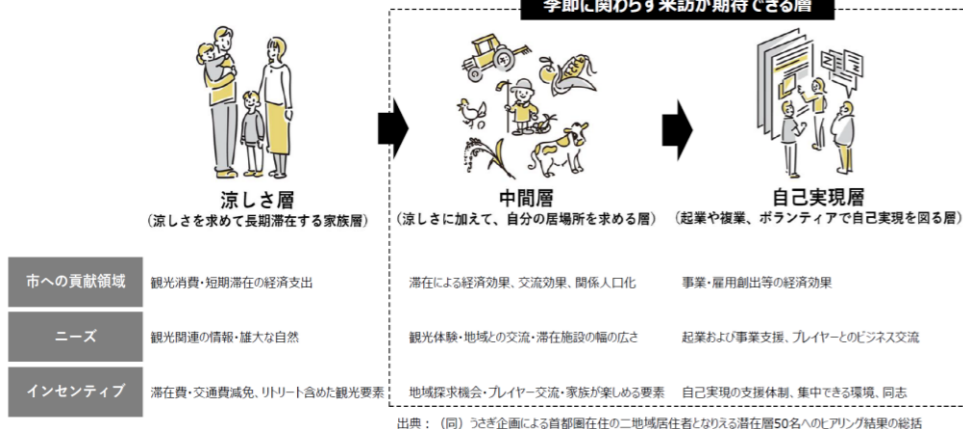 季節に関わらず来訪が期待できる層
涼しさ層
(涼しさを求めて長期滞在する家族層)
中間層
(涼しさに加えて、自分の居場所を求める層)
自己実現層
(起業や複業、ボランティアで自己実現を図る層)
市への貢献領域 観光消費・短期滞在の経済支出 滞在による経済効果、交流効果、関係人口化 事業・雇用創出等の経済効果
ニーズ 観光関連の情報・雄大な自然 観光体験・地域との交流・滞在施設の幅の広さ 起業および事業支援、プレイヤーとのビジネス交流
インセンティブ 滞在費・交通費減免、リトリート含めた観光要素 地域探求機会・プレイヤー交流・家族が楽しめる要素 自己実現の支援体制、集中できる環境、同志
出典:(同)うさぎ企画による首都圏在住の二地域居住者となりえる潜在層50名へのヒアリング結果の総括